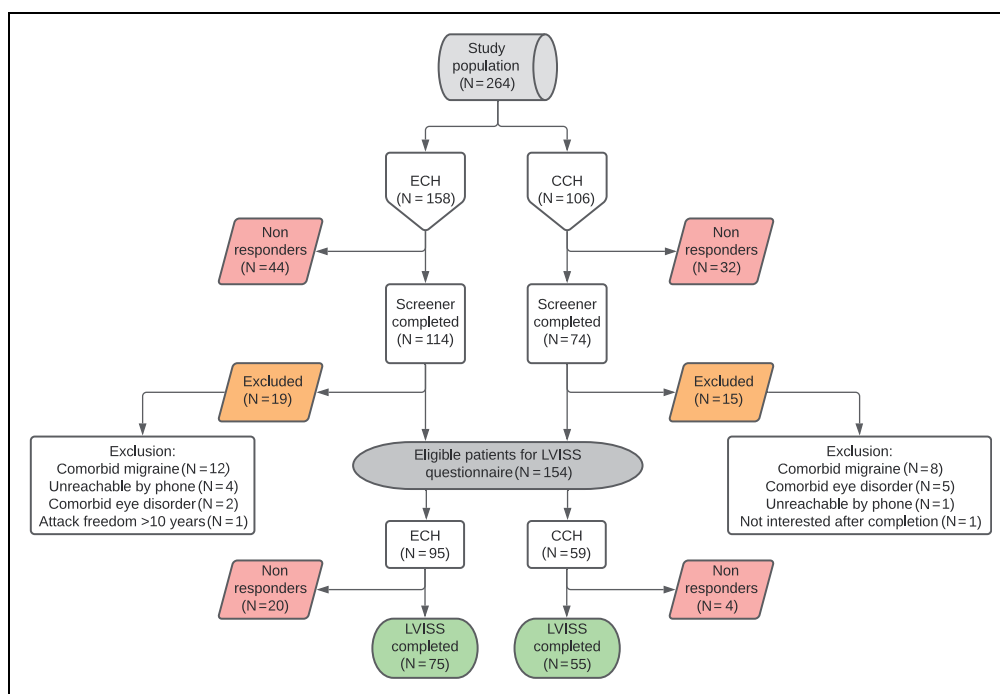 Study
population
(N = 264)
ECH
(N = 158)
CCH
(N = 106)
Non
responders
(N = 44)
Non
responders
(N = 32)
Screener
completed
(N = 114)
Screener
completed
(N = 74)
Excluded
(N = 19)
Excluded
(N = 15)
Exclusion:
Comorbid migraine (N = 12)
Unreachable by phone (N = 4)
Comorbid eye disorder (N = 2)
Attack freedom >10 years (N = 1)
Eligible patients for LVISS
questionnaire (N = 154)
Exclusion:
Comorbid migraine (N = 8)
Comorbid eye disorder (N = 5)
Unreachable by phone (N = 1)
Not interested after completion (N = 1)
ECH
(N = 95)
CCH
(N = 59)
Non
responders
(N = 20)
Non
responders
(N = 4)
LVISS
completed
(N = 75)
LVISS
completed
(N = 55)